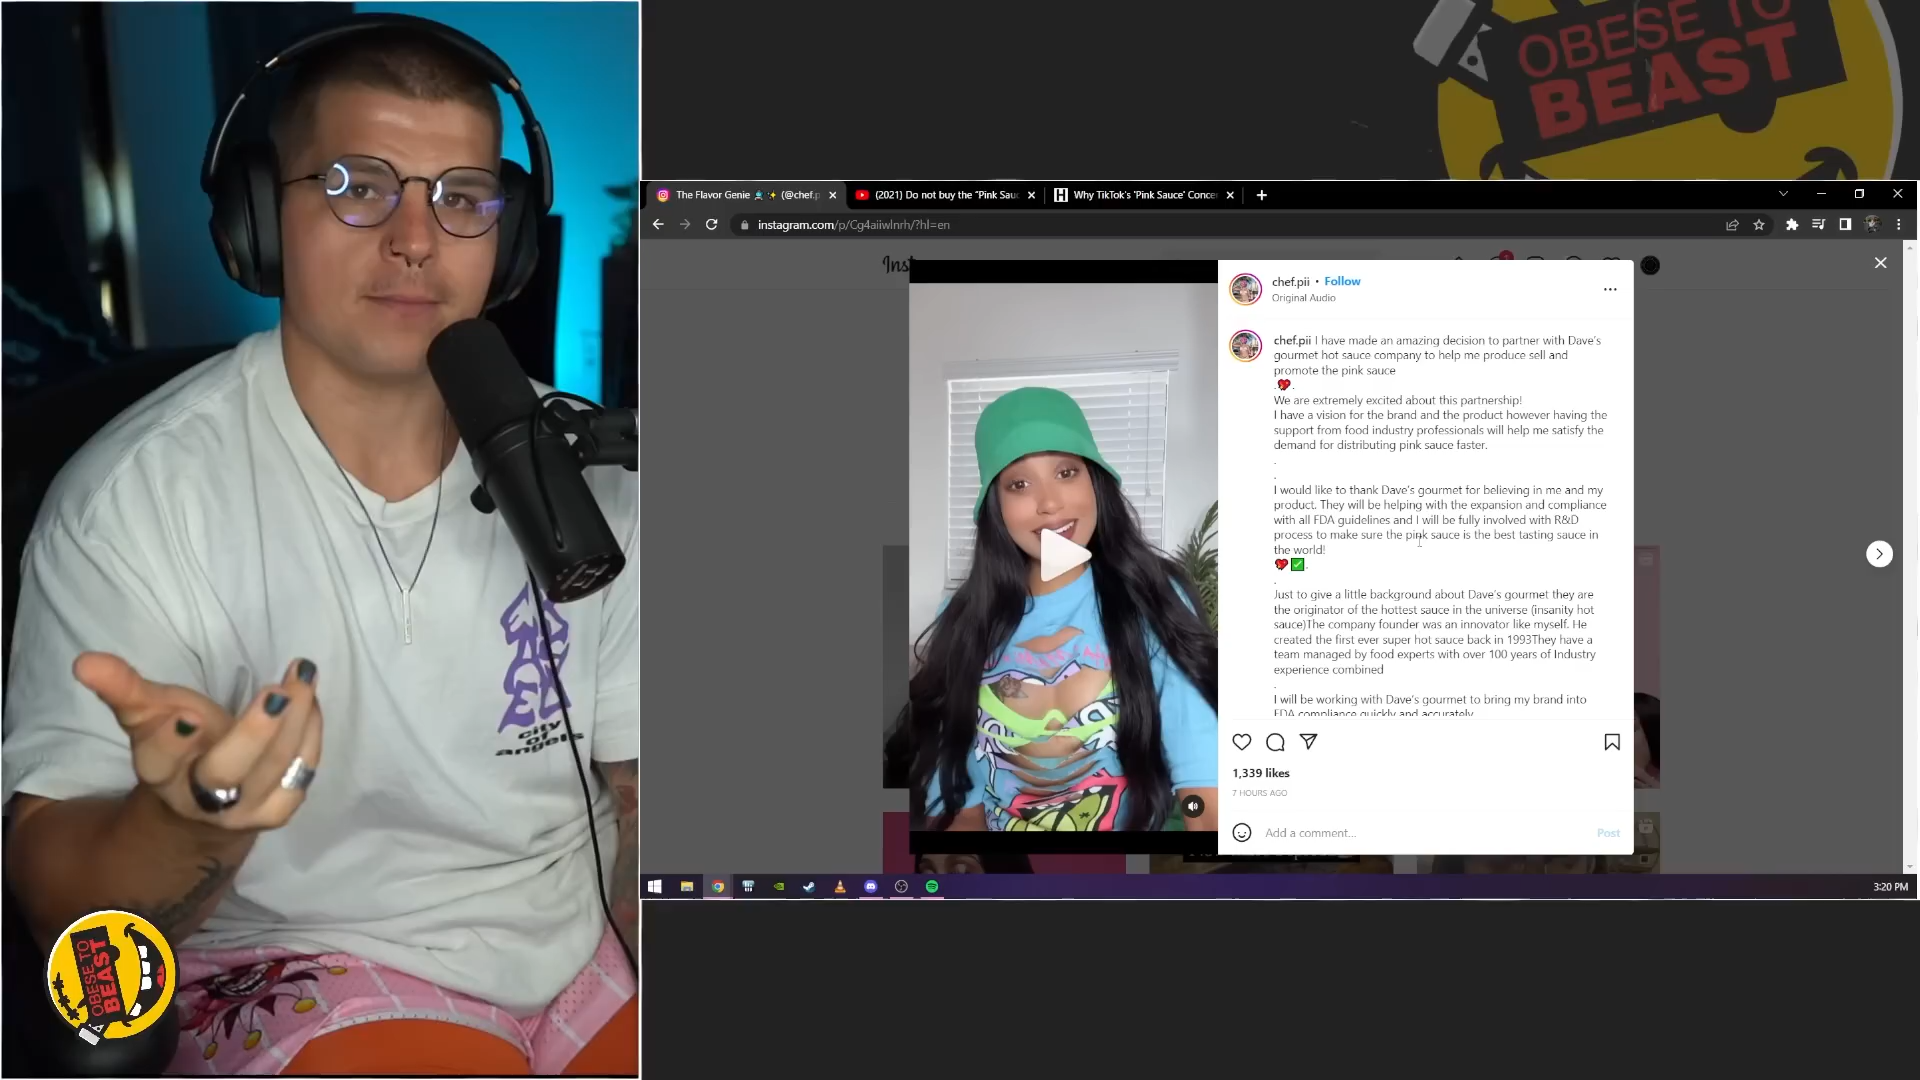 OBESE TO
BEAST
The Flavor Genie
(@chef.p
(2021) Do not buy the "Pink Sauc
Why TikTok's 'Pink Sauce' Conce
instagram.com/p/Cg4aiiwlnrh/?hl=en
Ins
chef.pii • Follow
Original Audio
chef.pii I have made an amazing decision to partner with Dave's
gourmet hot sauce company to help me produce sell and
promote the pink sauce
.
We are extremely excited about this partnership!
I have a vision for the brand and the product however having the
support from food industry professionals will help me satisfy the
demand for distributing pink sauce faster.
.
.
I would like to thank Dave's gourmet for believing in me and my
product. They will be helping with the expansion and compliance
with all FDA guidelines and I will be fully involved with R&D
process to make sure the pink sauce is the best tasting sauce in
the world!
.
.
Just to give a little background about Dave's gourmet they are
the originator of the hottest sauce in the universe (insanity hot
sauce)The company founder was an innovator like myself. He
created the first ever super hot sauce back in 1993They have a
team managed by food experts with over 100 years of Industry
experience combined
.
I will be working with Dave's gourmet to bring my brand into
FDA compliance quickly and accurately
1,339 likes
7 HOURS AGO
Add a comment...
Post
3:20 PM
city
of
angels
OBESE TO
BEAST